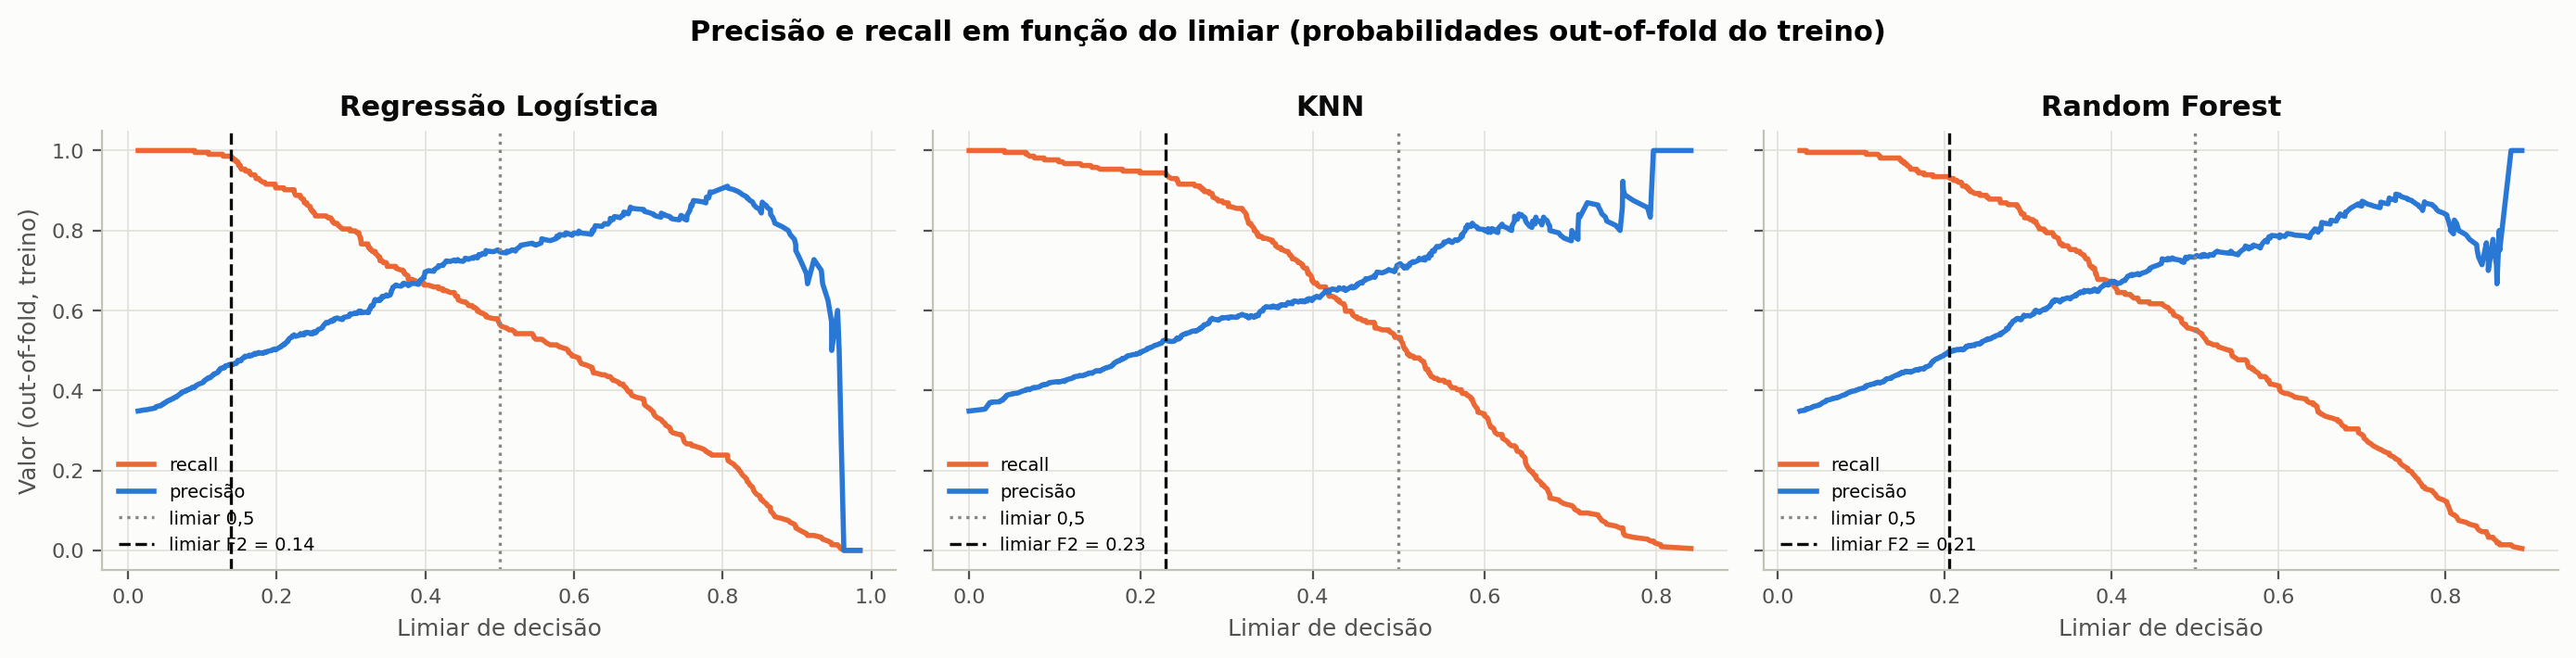 Precisão e recall em função do limiar (probabilidades out-of-fold do treino)
Regressão Logística
Valor (out-of-fold, treino)
1.0
0.8
0.6
0.4
0.2
0.0
recall
precisão
limiar 0,5
limiar F2 = 0.14
0.0 0.2 0.4 0.6 0.8 1.0
Limiar de decisão
KNN
recall
precisão
limiar 0,5
limiar F2 = 0.23
0.0 0.2 0.4 0.6 0.8
Limiar de decisão
Random Forest
recall
precisão
limiar 0,5
limiar F2 = 0.21
0.0 0.2 0.4 0.6 0.8
Limiar de decisão